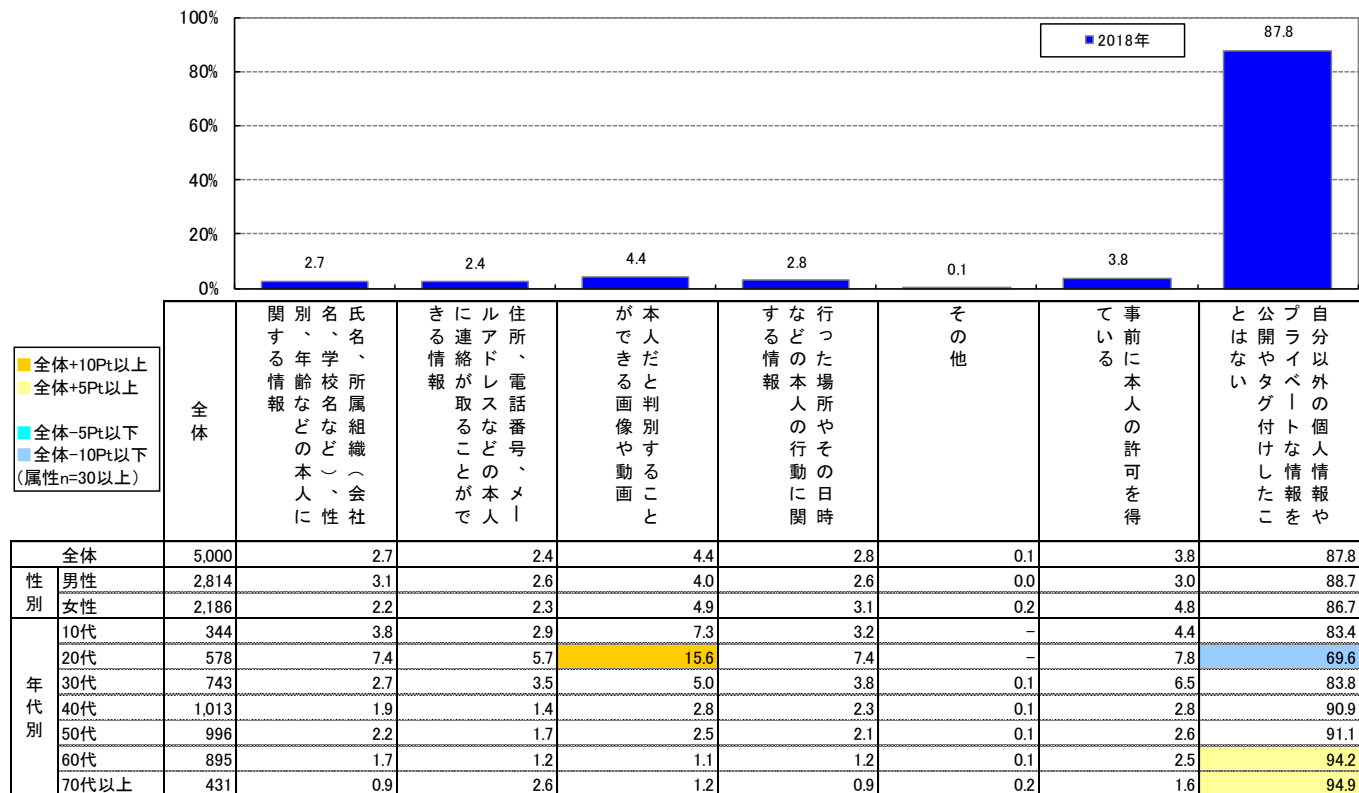 100%
80%
60%
40%
20%
0%
■2018年
2.7
2.4
4.4
2.8
0.1
3.8
87.8
全体+10Pt以上
全体+5Pt以上
全体-5Pt以下
全体-10Pt以下
(属性n=30以上)
全体
氏名、所属組織（会社
名、学校名など）、性
別、年齢などの本人に
関する情報
住所、電話番号、メー
ルアドレスなどの本人
に連絡が取ることがで
きる情報
本人だと判別すること
ができる画像や動画
行った場所やその日時
などの本人の行動に関
する情報
その他
事前に本人の許可を得
ている
自分以外の個人情報や
プライベートな情報を
公開やタグ付けしたこ
とはない
全体 5,000 2.7 2.4 4.4 2.8 0.1 3.8 87.8
性別
男性 2,814 3.1 2.6 4.0 2.6 0.0 3.0 88.7
女性 2,186 2.2 2.3 4.9 3.1 0.2 4.8 86.7
年代別
10代 344 3.8 2.9 7.3 3.2 – 4.4 83.4
20代 578 7.4 5.7 15.6 7.4 – 7.8 69.6
30代 743 2.7 3.5 5.0 3.8 0.1 6.5 83.8
40代 1,013 1.9 1.4 2.8 2.3 0.1 2.8 90.9
50代 996 2.2 1.7 2.5 2.1 0.1 2.6 91.1
60代 895 1.7 1.2 1.1 1.2 0.1 2.5 94.2
70代以上 431 0.9 2.6 1.2 0.9 0.2 1.6 94.9